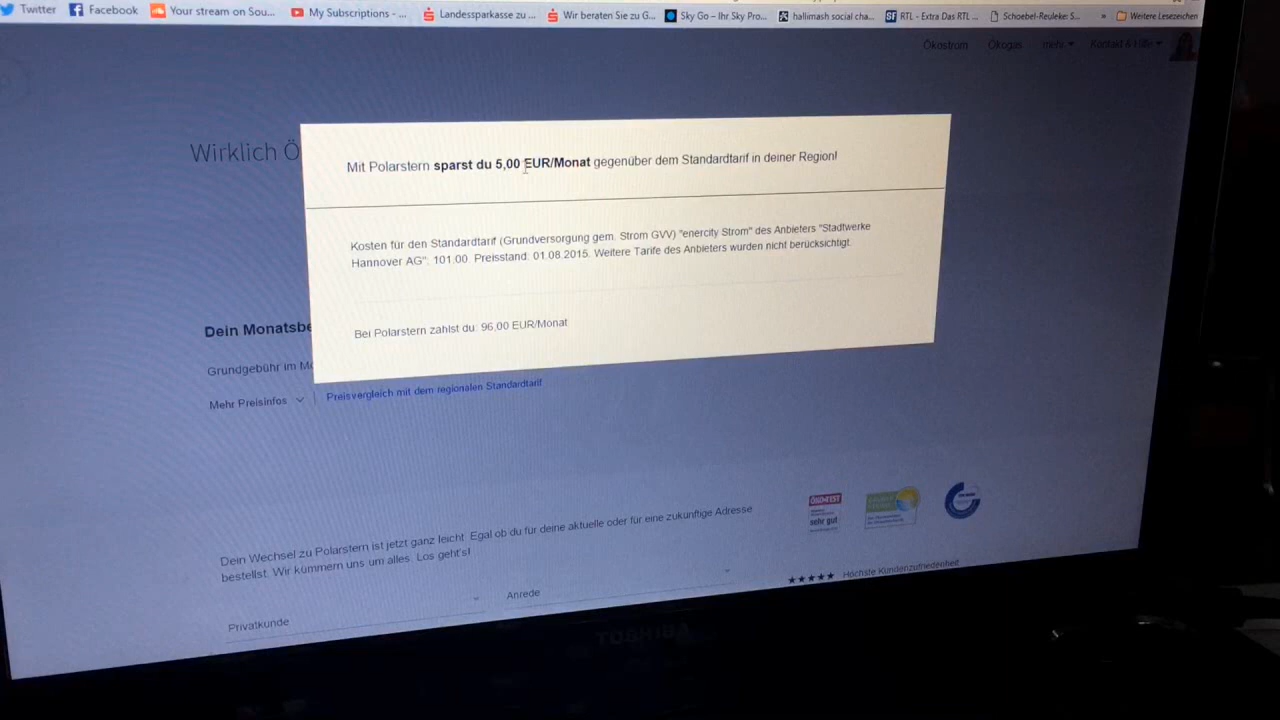 Twitter Facebook Your stream on Sou... My Subscriptions - ... Landessparkasse zu ... Wir beraten Sie zu G... Sky Go – Ihr Sky Pro... hallimash social cha... RTL - Extra Das RTL ... Schoebel-Reuleke: S... » Weitere Lesezeichen
Ökostrom Ökogas mehr Kontakt & Hilfe
Wirklich Ö
Mit Polarstern sparst du 5,00 EUR/Monat gegenüber dem Standardtarif in deiner Region!
Kosten für den Standardtarif (Grundversorgung gem. Strom GVV) "enercity Strom" des Anbieters "Stadtwerke
Hannover AG": 101,00. Preisstand: 01.08.2015. Weitere Tarife des Anbieters wurden nicht berücksichtigt.
Bei Polarstern zahlst du: 96,00 EUR/Monat
Dein Monatsbe
Grundgebühr im Mo
Mehr Preisinfos Preisvergleich mit dem regionalen Standardtarif
ÖKO-TEST
sehr gut
Dein Wechsel zu Polarstern ist jetzt ganz leicht. Egal ob du für deine aktuelle oder für eine zukünftige Adresse
bestellst. Wir kümmern uns um alles. Los geht's!
★★★★★ Höchste Kundenzufriedenheit
Privatkunde Anrede
TOSHIBA